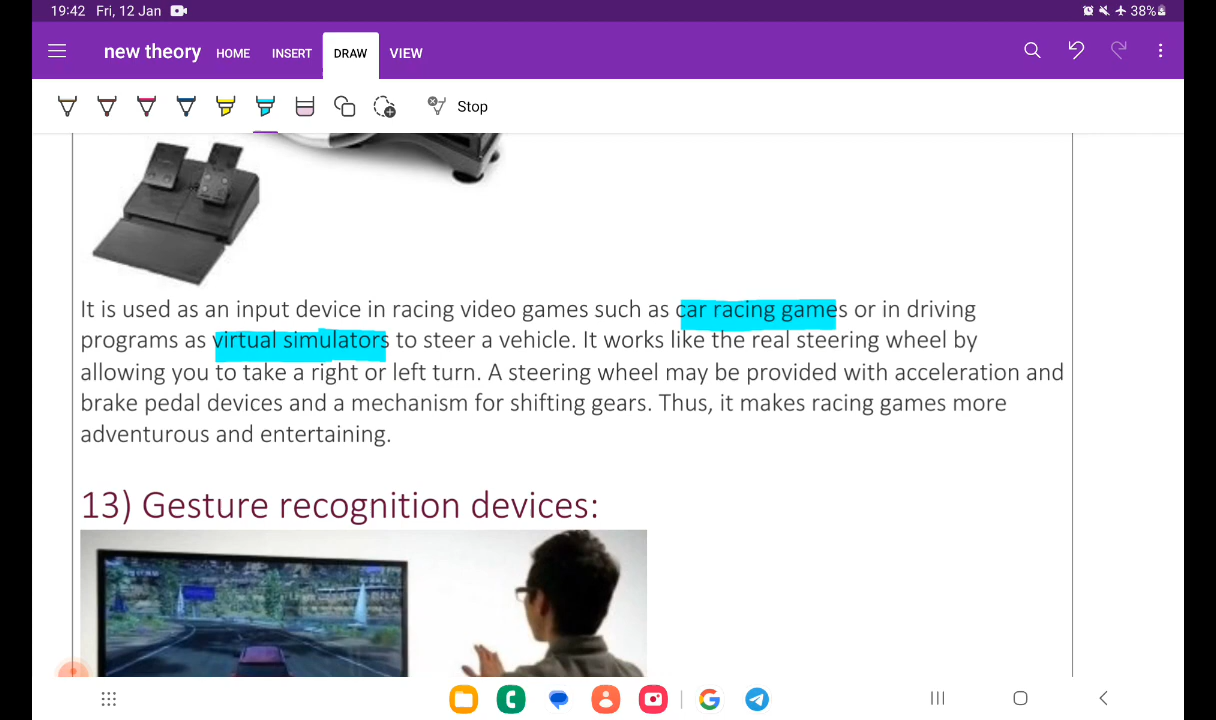 19:42 Fri, 12 Jan 38%
new theory HOME INSERT DRAW VIEW
Stop
It is used as an input device in racing video games such as car racing games or in driving
programs as virtual simulators to steer a vehicle. It works like the real steering wheel by
allowing you to take a right or left turn. A steering wheel may be provided with acceleration and
brake pedal devices and a mechanism for shifting gears. Thus, it makes racing games more
adventurous and entertaining.
13) Gesture recognition devices: